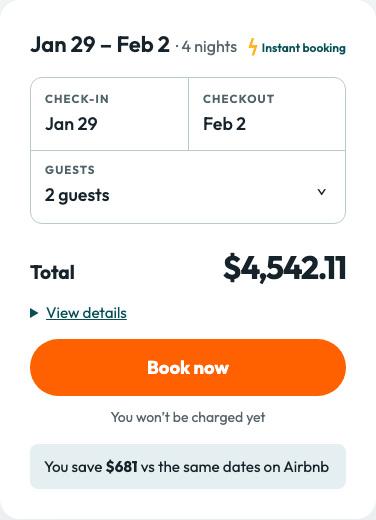 Jan 29 – Feb 2 · 4 nights Instant booking
CHECK-IN CHECKOUT
Jan 29 Feb 2
GUESTS
2 guests
Total $4,542.11
View details
Book now
You won’t be charged yet
You save $681 vs the same dates on Airbnb